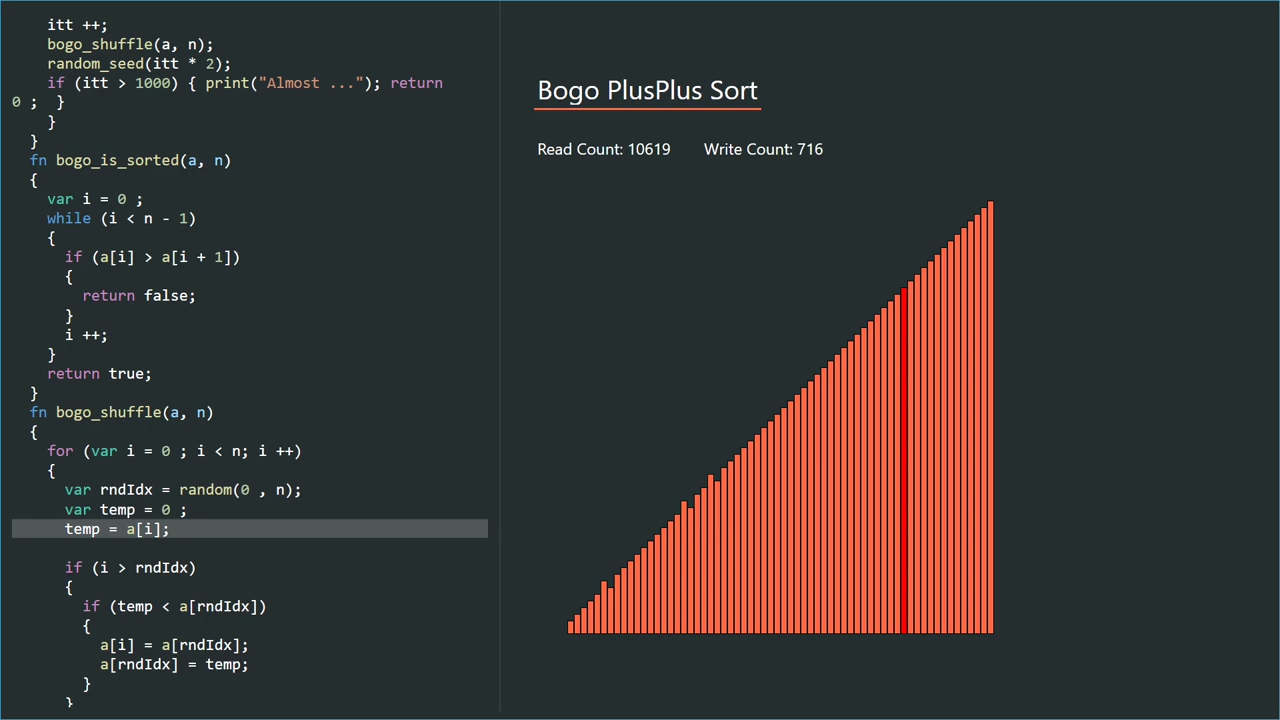 itt ++;
bogo_shuffle(a, n);
random_seed(itt * 2);
if (itt > 1000) { print("Almost ..."); return
0 ;  }
}
}
fn bogo_is_sorted(a, n)
{
var i = 0 ;
while (i < n - 1)
{
if (a[i] > a[i + 1])
{
return false;
}
i ++;
}
return true;
}
fn bogo_shuffle(a, n)
{
for (var i = 0 ; i < n; i ++)
{
var rndIdx = random(0 , n);
var temp = 0 ;
temp = a[i];
if (i > rndIdx)
{
if (temp < a[rndIdx])
{
a[i] = a[rndIdx];
a[rndIdx] = temp;
}
}
Bogo PlusPlus Sort
Read Count: 10619 Write Count: 716